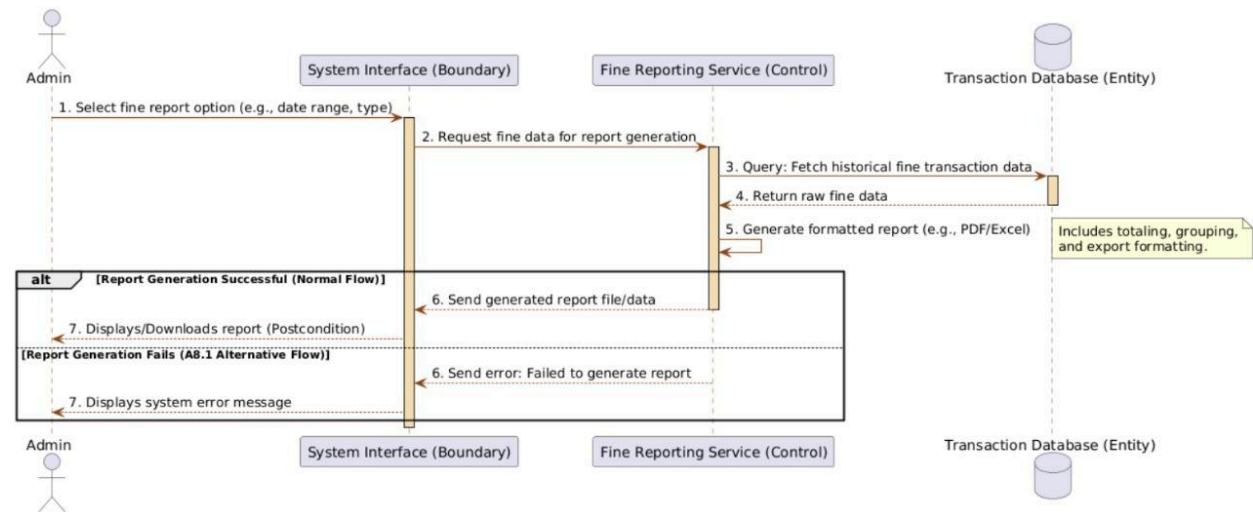 Admin
System Interface (Boundary)
Fine Reporting Service (Control)
Transaction Database (Entity)
1. Select fine report option (e.g., date range, type)
2. Request fine data for report generation
3. Query: Fetch historical fine transaction data
4. Return raw fine data
5. Generate formatted report (e.g., PDF/Excel)
Includes totaling, grouping,
and export formatting.
alt
[Report Generation Successful (Normal Flow)]
6. Send generated report file/data
7. Displays/Downloads report (Postcondition)
[Report Generation Fails (A8.1 Alternative Flow)]
6. Send error: Failed to generate report
7. Displays system error message
Admin
System Interface (Boundary)
Fine Reporting Service (Control)
Transaction Database (Entity)